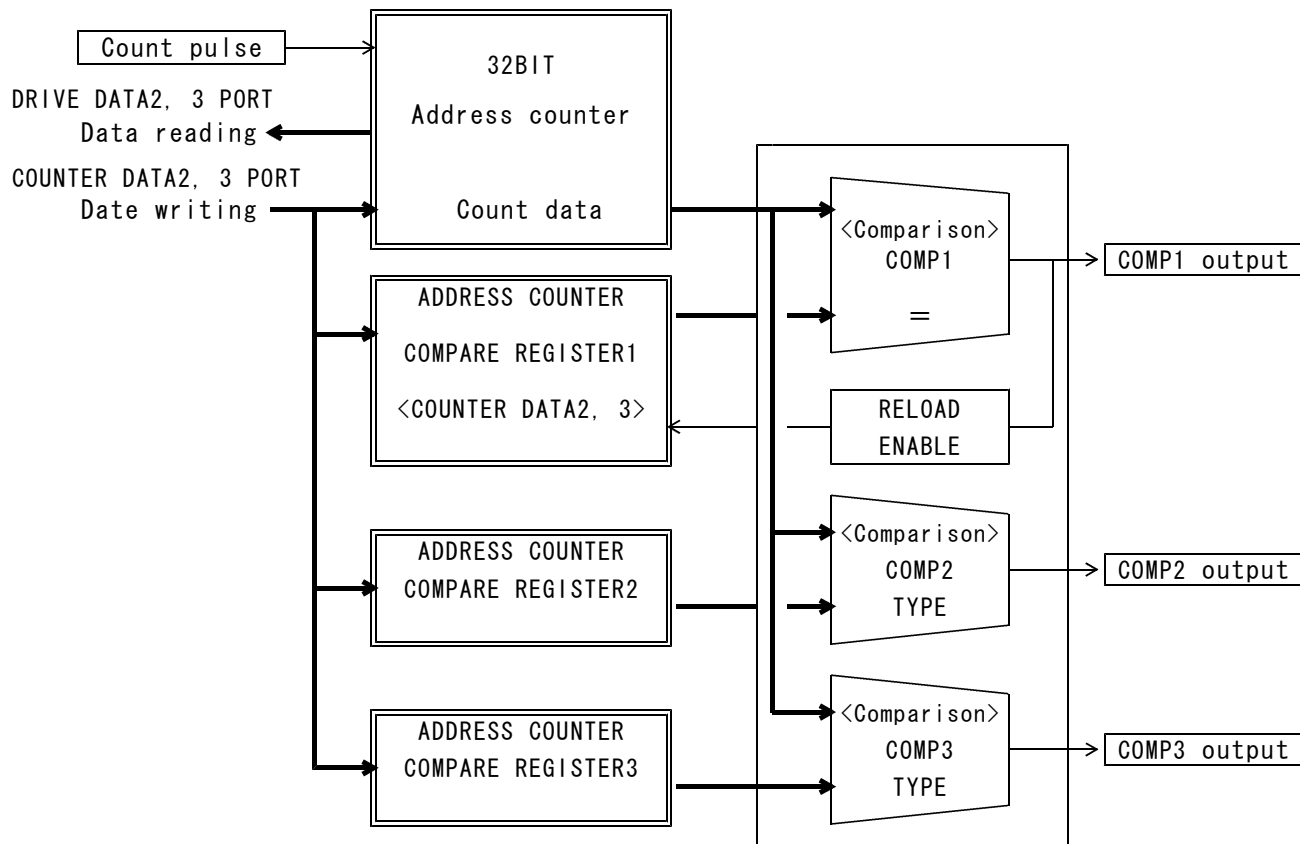 Count pulse
32BIT
Address counter
DRIVE DATA2, 3 PORT
Data reading
COUNTER DATA2, 3 PORT
Date writing
Count data
<Comparison>
COMP1
=
COMP1 output
ADDRESS COUNTER
COMPARE REGISTER1
<COUNTER DATA2, 3>
RELOAD
ENABLE
ADDRESS COUNTER
COMPARE REGISTER2
<Comparison>
COMP2
TYPE
COMP2 output
ADDRESS COUNTER
COMPARE REGISTER3
<Comparison>
COMP3
TYPE
COMP3 output